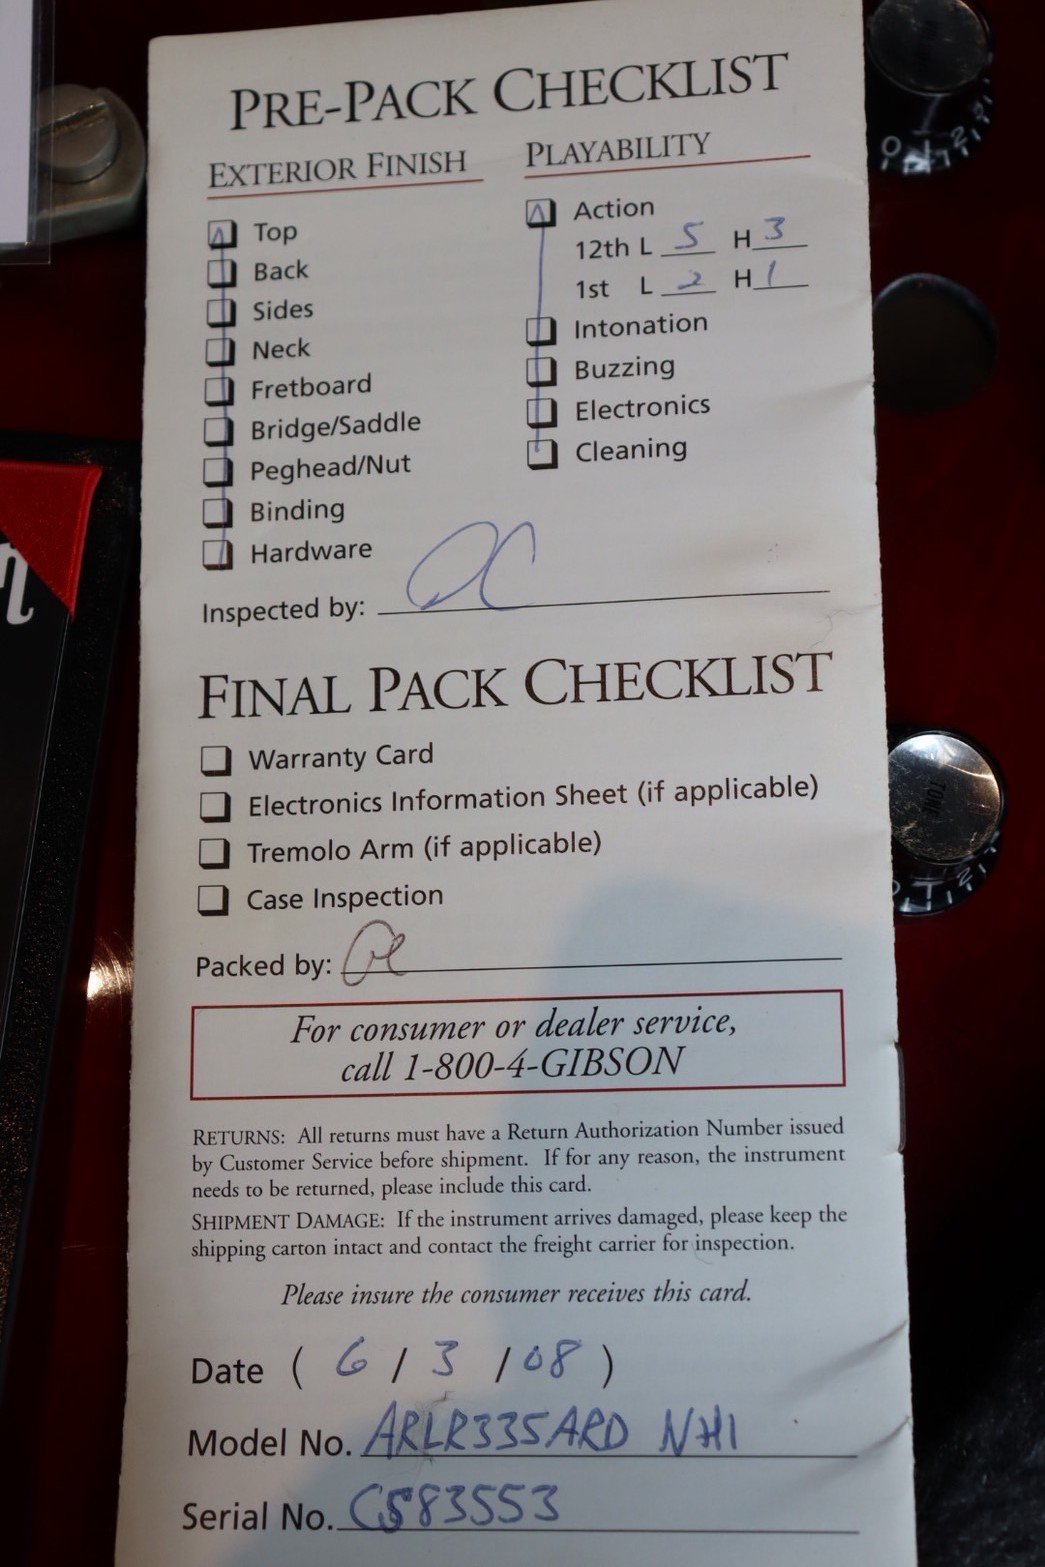 PRE-PACK CHECKLIST
EXTERIOR FINISH
Top
Back
Sides
Neck
Fretboard
Bridge/Saddle
Peghead/Nut
Binding
Hardware
PLAYABILITY
Action
12th L 5 H 3
1st L 2 H 1
Intonation
Buzzing
Electronics
Cleaning
Inspected by:
FINAL PACK CHECKLIST
Warranty Card
Electronics Information Sheet (if applicable)
Tremolo Arm (if applicable)
Case Inspection
Packed by:
For consumer or dealer service,
call 1-800-4-GIBSON
RETURNS: All returns must have a Return Authorization Number issued
by Customer Service before shipment. If for any reason, the instrument
needs to be returned, please include this card.
SHIPMENT DAMAGE: If the instrument arrives damaged, please keep the
shipping carton intact and contact the freight carrier for inspection.
Please insure the consumer receives this card.
Date ( 6 / 3 / 08 )
Model No. ARLR335ARD NH1
Serial No. CS83553
TONE